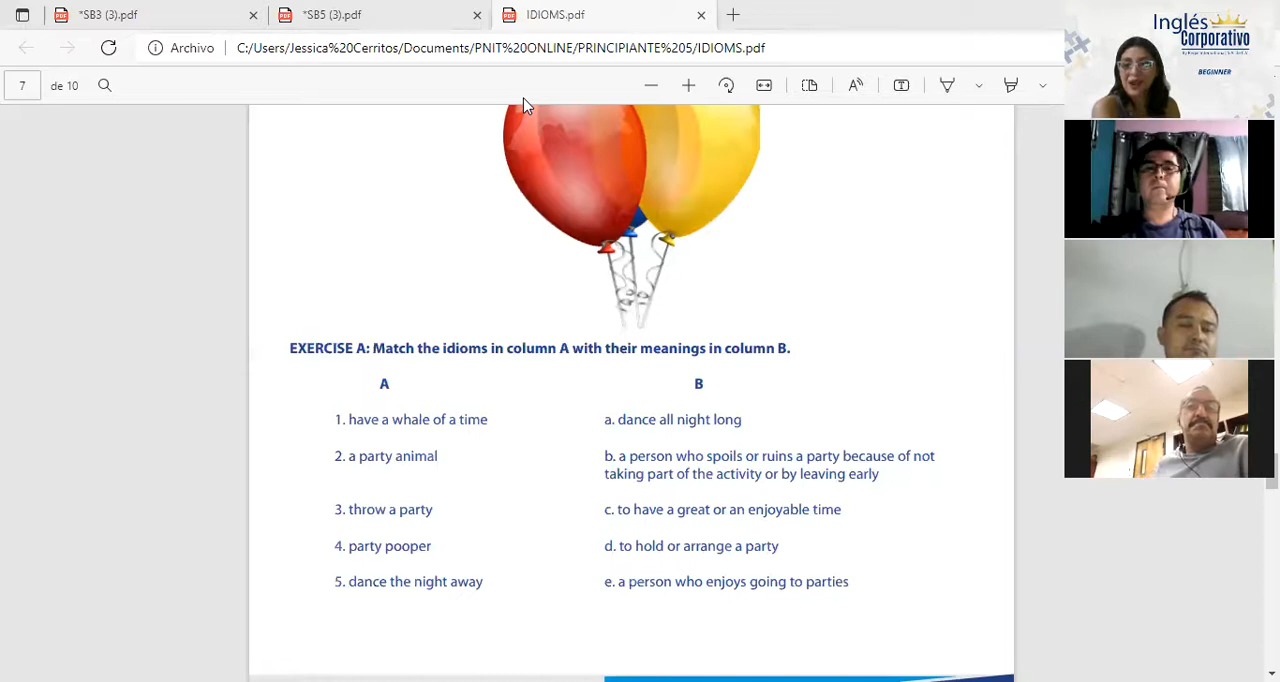 *SB3 (3).pdf
*SB5 (3).pdf
IDIOMS.pdf
Archivo
C:/Users/Jessica%20Cerritos/Documents/PNIT%20ONLINE/PRINCIPIANTE%205/IDIOMS.pdf
7 de 10
Inglés
Corporativo
BEGINNER
EXERCISE A: Match the idioms in column A with their meanings in column B.
A B
1. have a whale of a time a. dance all night long
2. a party animal b. a person who spoils or ruins a party because of not
taking part of the activity or by leaving early
3. throw a party c. to have a great or an enjoyable time
4. party pooper d. to hold or arrange a party
5. dance the night away e. a person who enjoys going to parties